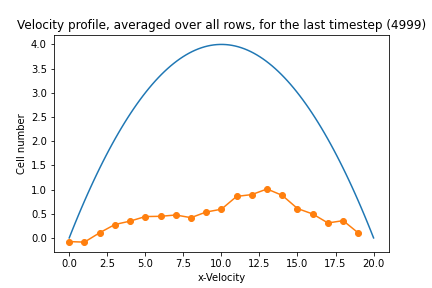 Velocity profile, averaged over all rows, for the last timestep (4999)
4.0
3.5
3.0
2.5
2.0
1.5
1.0
0.5
0.0
Cell number
0.0 2.5 5.0 7.5 10.0 12.5 15.0 17.5 20.0
x-Velocity